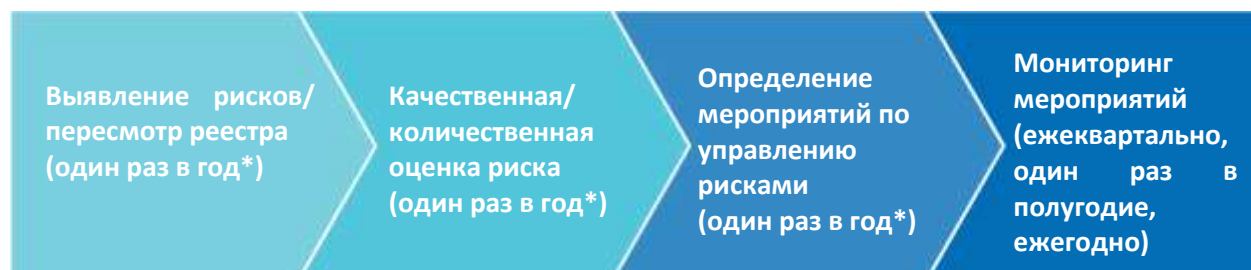 Выявление рисков/
пересмотр реестра
(один раз в год*)
Качественная/
количественная
оценка риска
(один раз в год*)
Определение
мероприятий по
управлению
рисками
(один раз в год*)
Мониторинг
мероприятий
(ежеквартально,
один раз в
полугодие,
ежегодно)